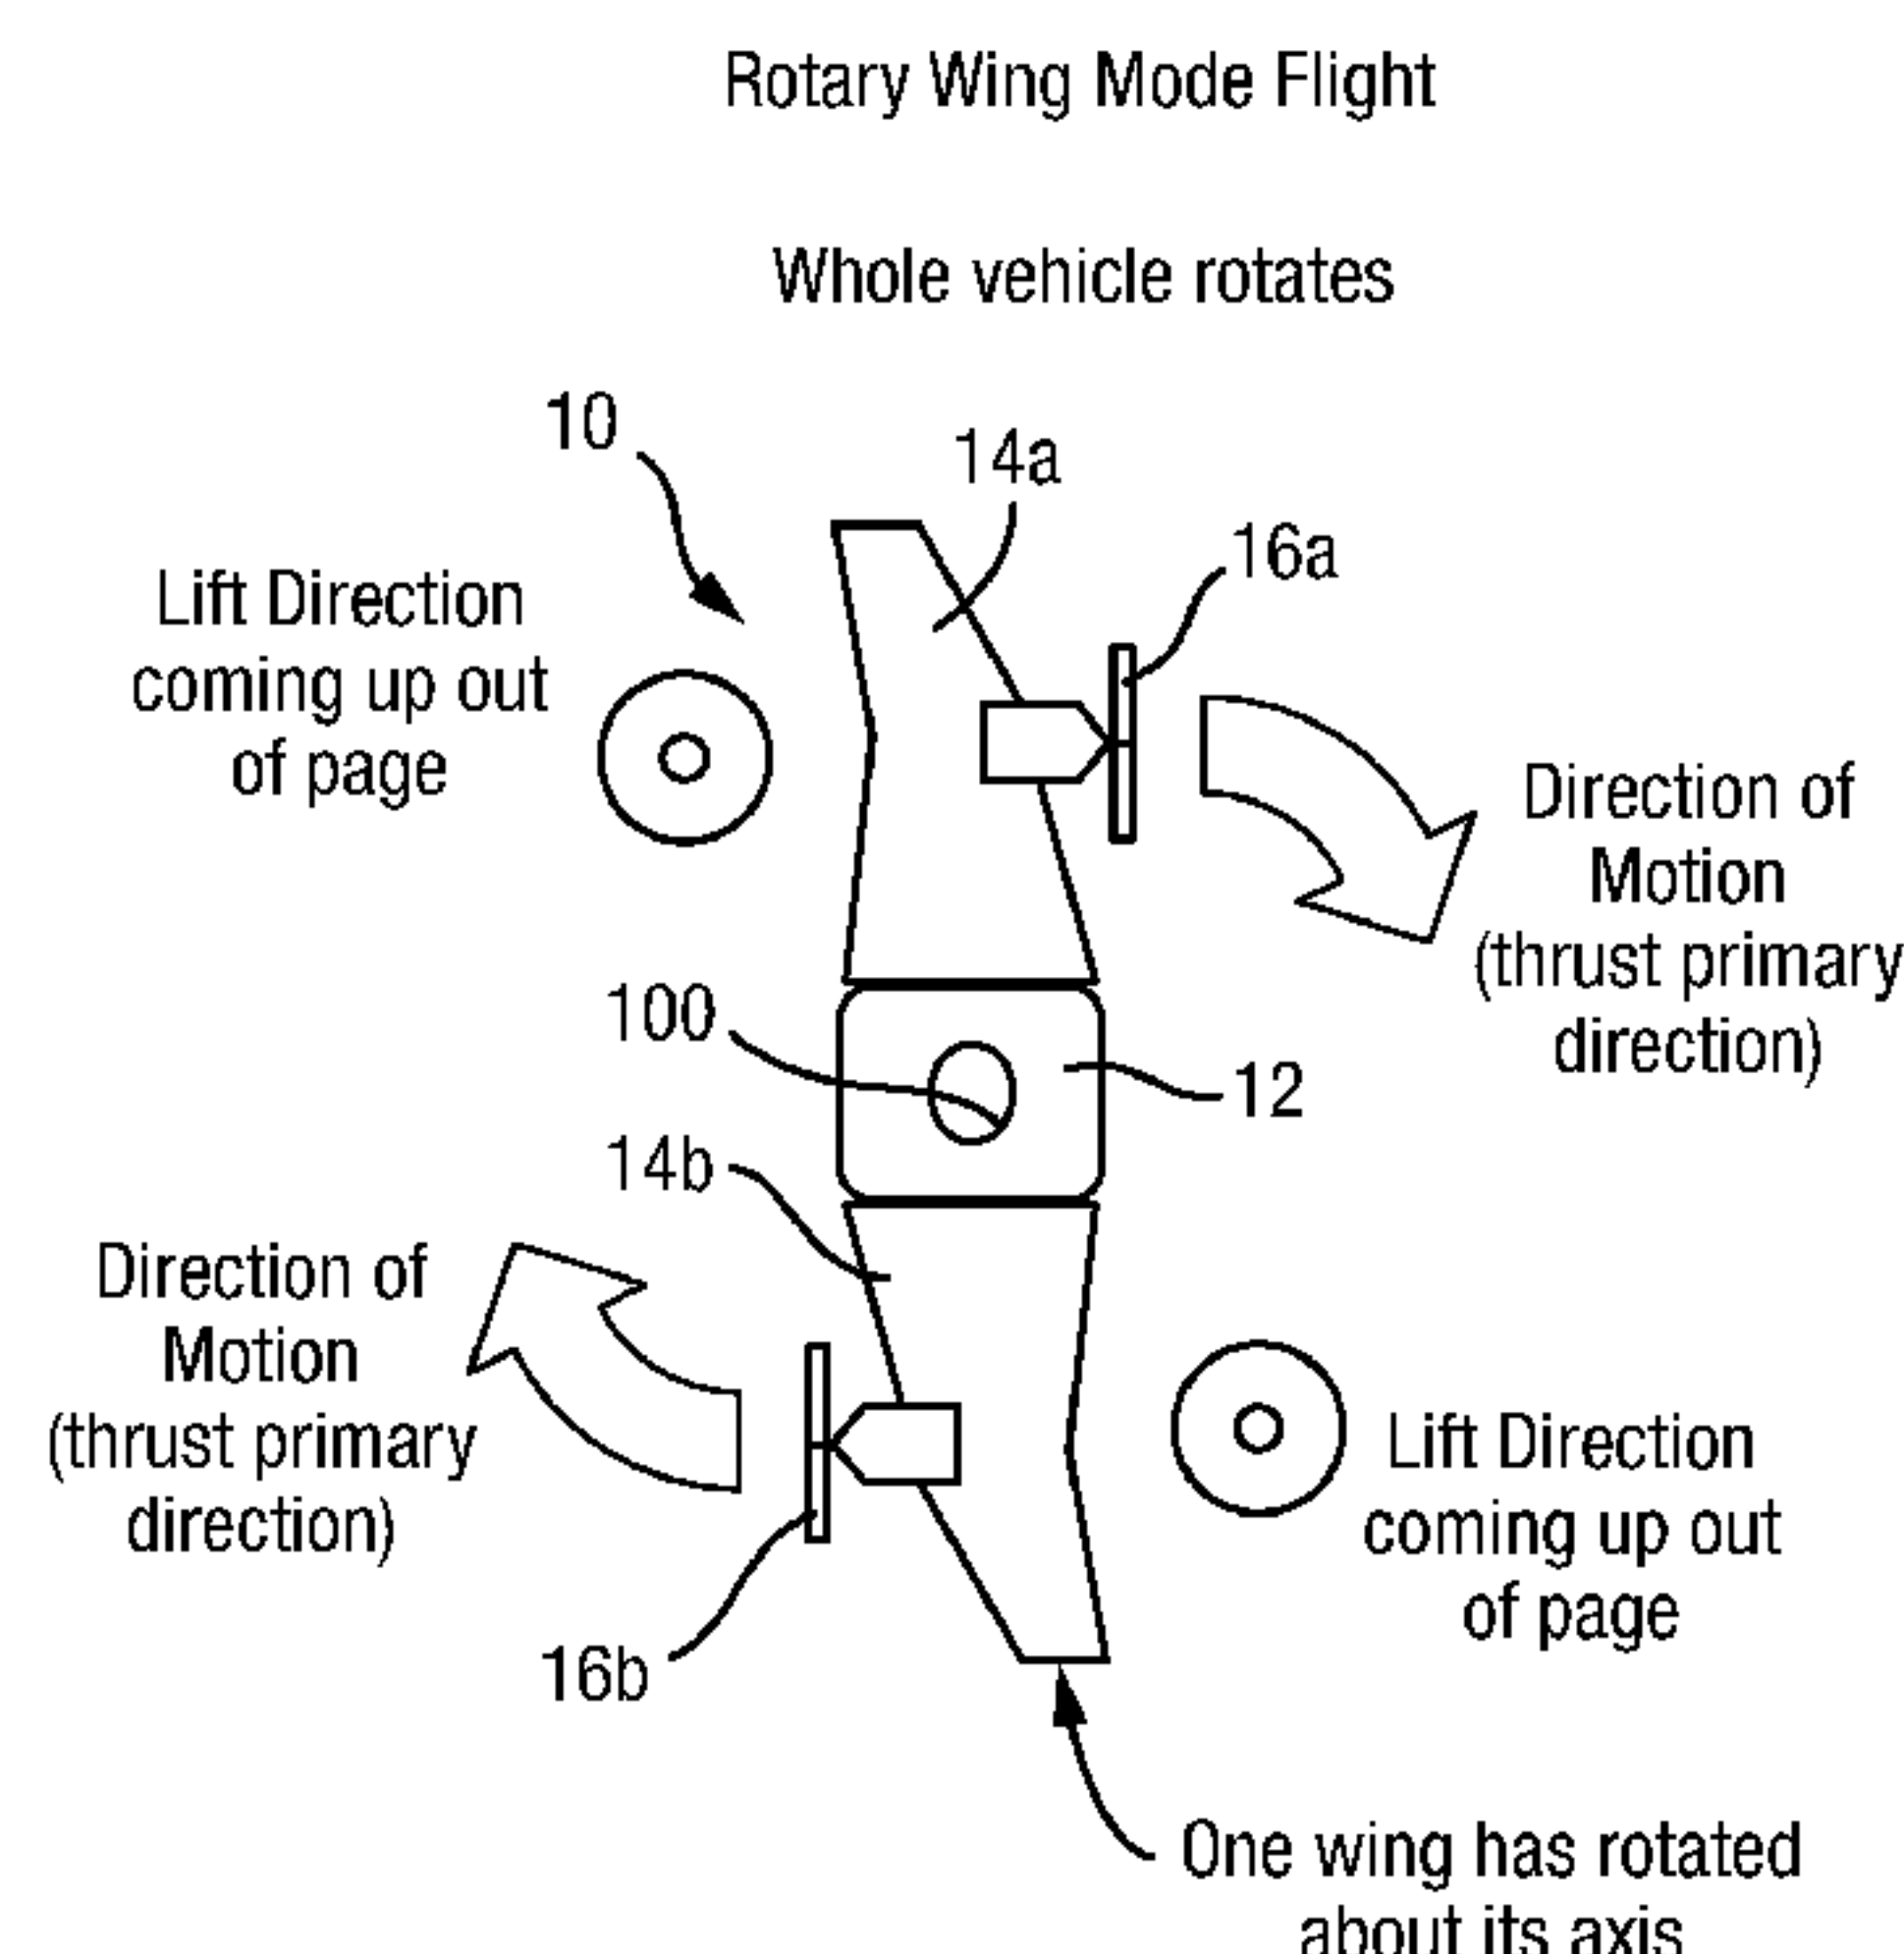 Rotary Wing Mode Flight
Whole vehicle rotates
10
14a
16a
Lift Direction
coming up out
of page
Direction of
Motion
(thrust primary
direction)
100
12
14b
Direction of
Motion
(thrust primary
direction)
Lift Direction
coming up out
of page
16b
One wing has rotated
about its axis